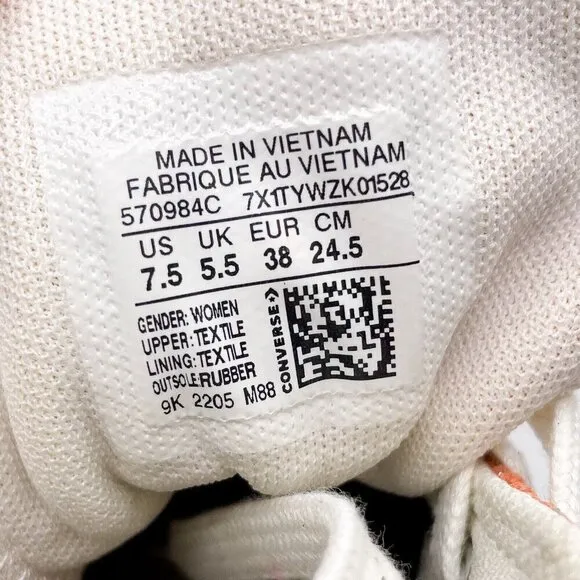 MADE IN VIETNAM
FABRIQUE AU VIETNAM
570984C 7X1TYWZK01528
US UK EUR CM
7.5 5.5 38 24.5
GENDER: WOMEN
UPPER: TEXTILE
LINING: TEXTILE
OUTSOLE:RUBBER
9K 2205 M88
CONVERSE